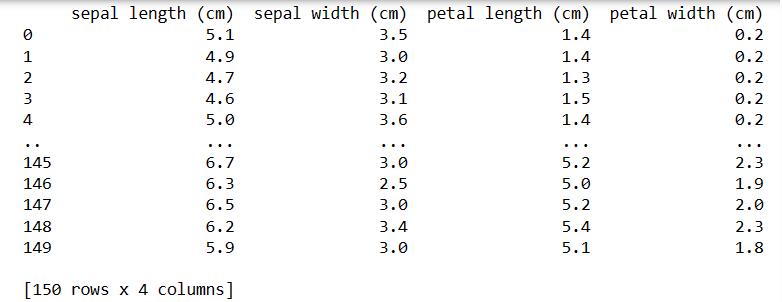 sepal length (cm) sepal width (cm) petal length (cm) petal width (cm)
0 5.1 3.5 1.4 0.2
1 4.9 3.0 1.4 0.2
2 4.7 3.2 1.3 0.2
3 4.6 3.1 1.5 0.2
4 5.0 3.6 1.4 0.2
.. ... ... ... ...
145 6.7 3.0 5.2 2.3
146 6.3 2.5 5.0 1.9
147 6.5 3.0 5.2 2.0
148 6.2 3.4 5.4 2.3
149 5.9 3.0 5.1 1.8
[150 rows x 4 columns]